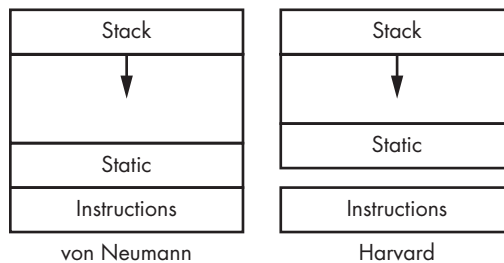 Stack
Static
Instructions
von Neumann
Stack
Static
Instructions
Harvard